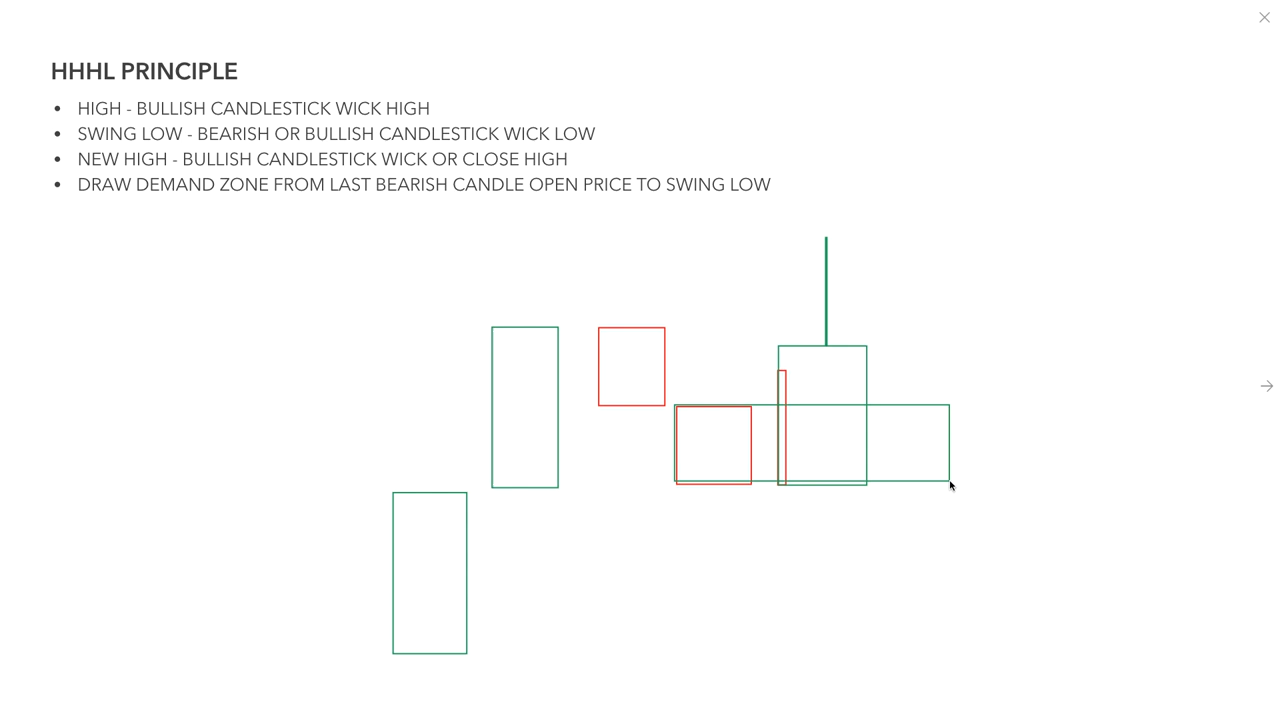 HHHL PRINCIPLE
• HIGH - BULLISH CANDLESTICK WICK HIGH
• SWING LOW - BEARISH OR BULLISH CANDLESTICK WICK LOW
• NEW HIGH - BULLISH CANDLESTICK WICK OR CLOSE HIGH
• DRAW DEMAND ZONE FROM LAST BEARISH CANDLE OPEN PRICE TO SWING LOW